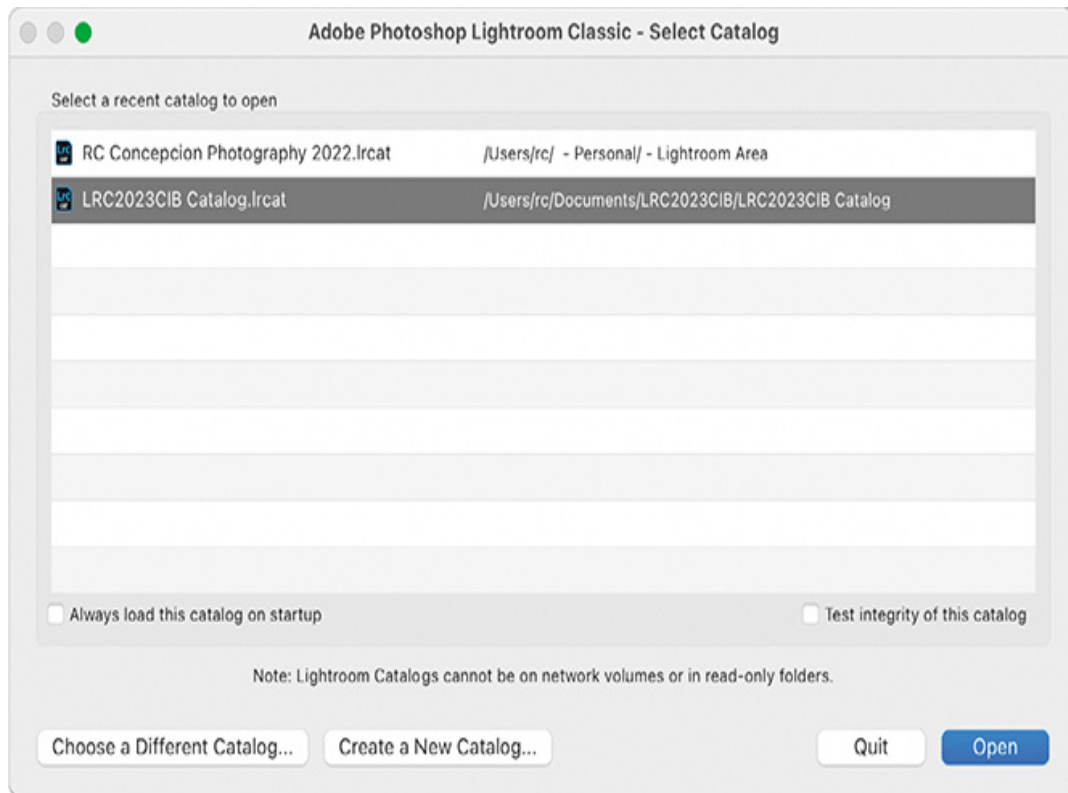 Adobe Photoshop Lightroom Classic - Select Catalog
Select a recent catalog to open
RC Concepcion Photography 2022.lrcat /Users/rc/ - Personal/ - Lightroom Area
LRC2023CIB Catalog.lrcat /Users/rc/Documents/LRC2023CIB/LRC2023CIB Catalog
Always load this catalog on startup Test integrity of this catalog
Note: Lightroom Catalogs cannot be on network volumes or in read-only folders.
Choose a Different Catalog... Create a New Catalog... Quit Open